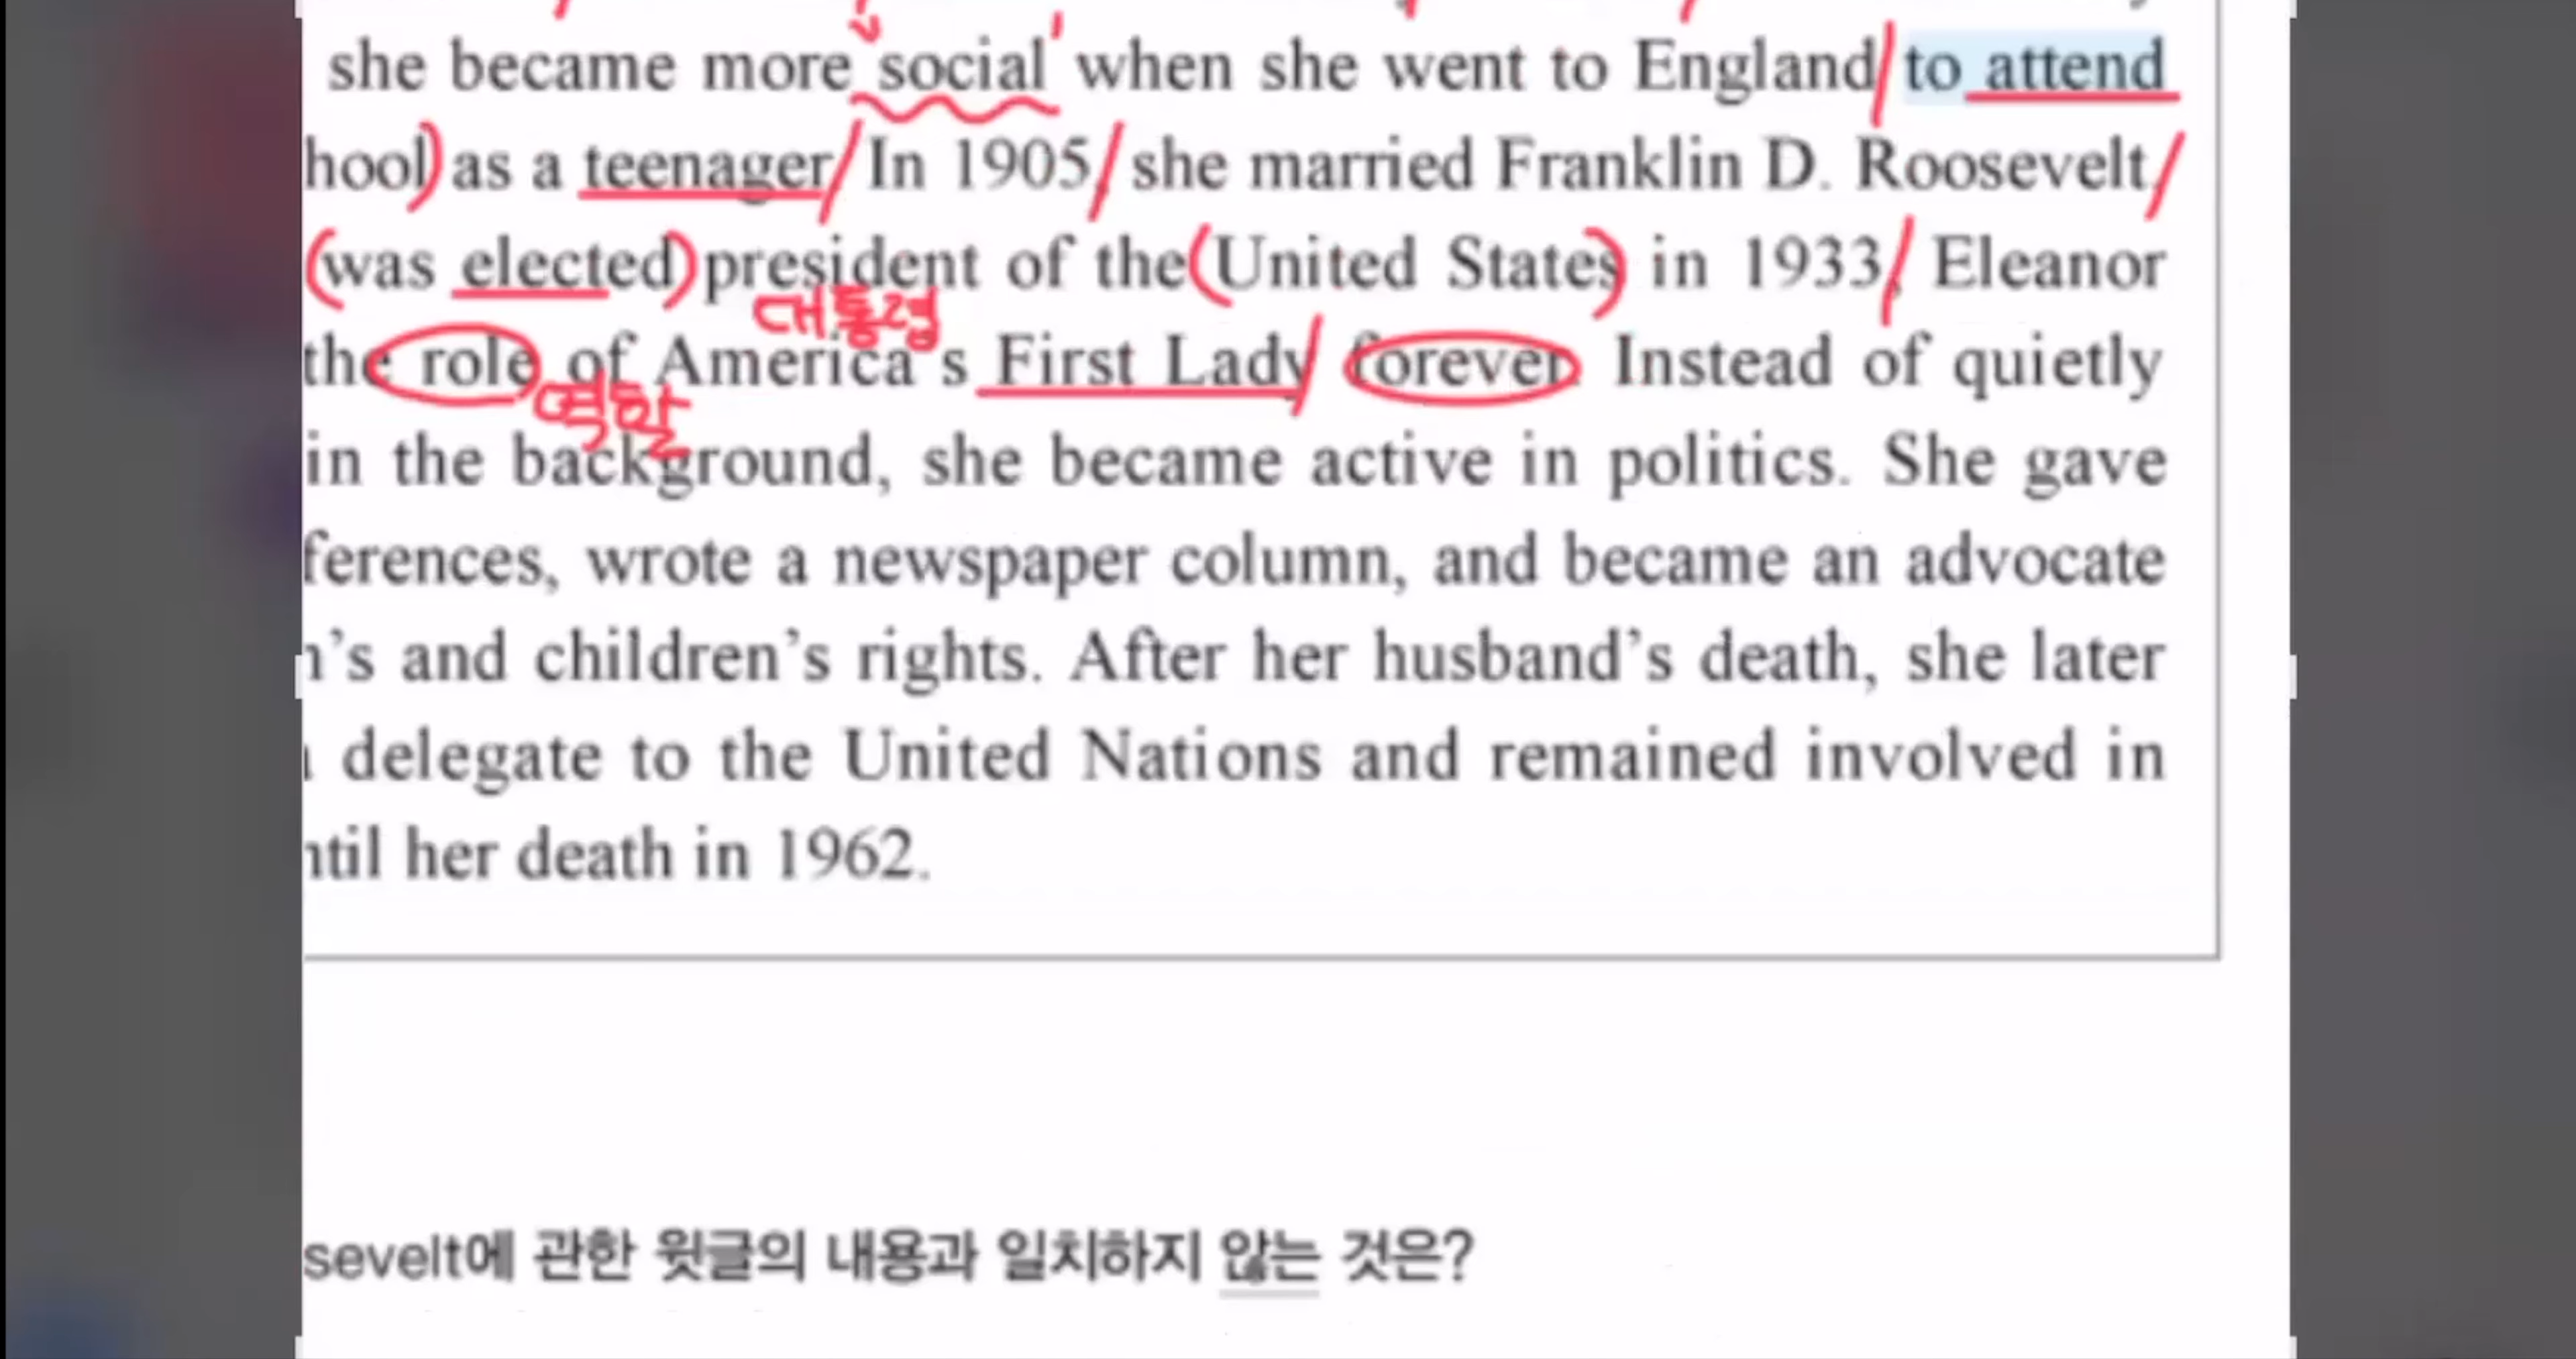 she became more social when she went to England to attend
hool as a teenager In 1905, she married Franklin D. Roosevelt,
was elected president of the United States in 1933, Eleanor
대통령
the role of America's First Lady forever. Instead of quietly
역할
in the background, she became active in politics. She gave
ferences, wrote a newspaper column, and became an advocate
n's and children's rights. After her husband's death, she later
delegate to the United Nations and remained involved in
ntil her death in 1962.
sevelt에 관한 윗글의 내용과 일치하지 않는 것은?